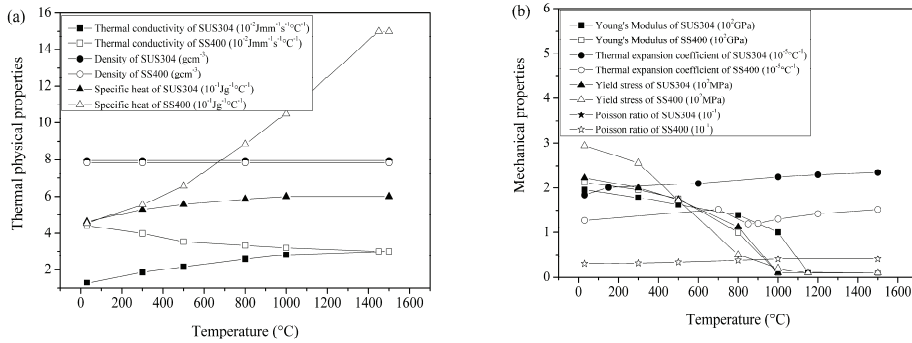 (a)
Thermal conductivity of SUS304 (10⁻²Jmm⁻¹s⁻¹°C⁻¹)
Thermal conductivity of SS400 (10⁻²Jmm⁻¹s⁻¹°C⁻¹)
Density of SUS304 (gcm⁻³)
Density of SS400 (gcm⁻³)
Specific heat of SUS304 (10⁻¹Jg⁻¹°C⁻¹)
Specific heat of SS400 (10⁻¹Jg⁻¹°C⁻¹)
Thermal physical properties
16
14
12
10
8
6
4
2
0 200 400 600 800 1000 1200 1400 1600
Temperature (°C)
(b)
Young's Modulus of SUS304 (10²GPa)
Young's Modulus of SS400 (10²GPa)
Thermal expansion coefficient of SUS304 (10⁻⁵°C⁻¹)
Thermal expansion coefficient of SS400 (10⁻⁵°C⁻¹)
Yield stress of SUS304 (10²MPa)
Yield stress of SS400 (10²MPa)
Poisson ratio of SUS304 (10⁻¹)
Poisson ratio of SS400 (10⁻¹)
Mechanical properties
6
5
4
3
2
1
0
0 200 400 600 800 1000 1200 1400 1600
Temperature (°C)